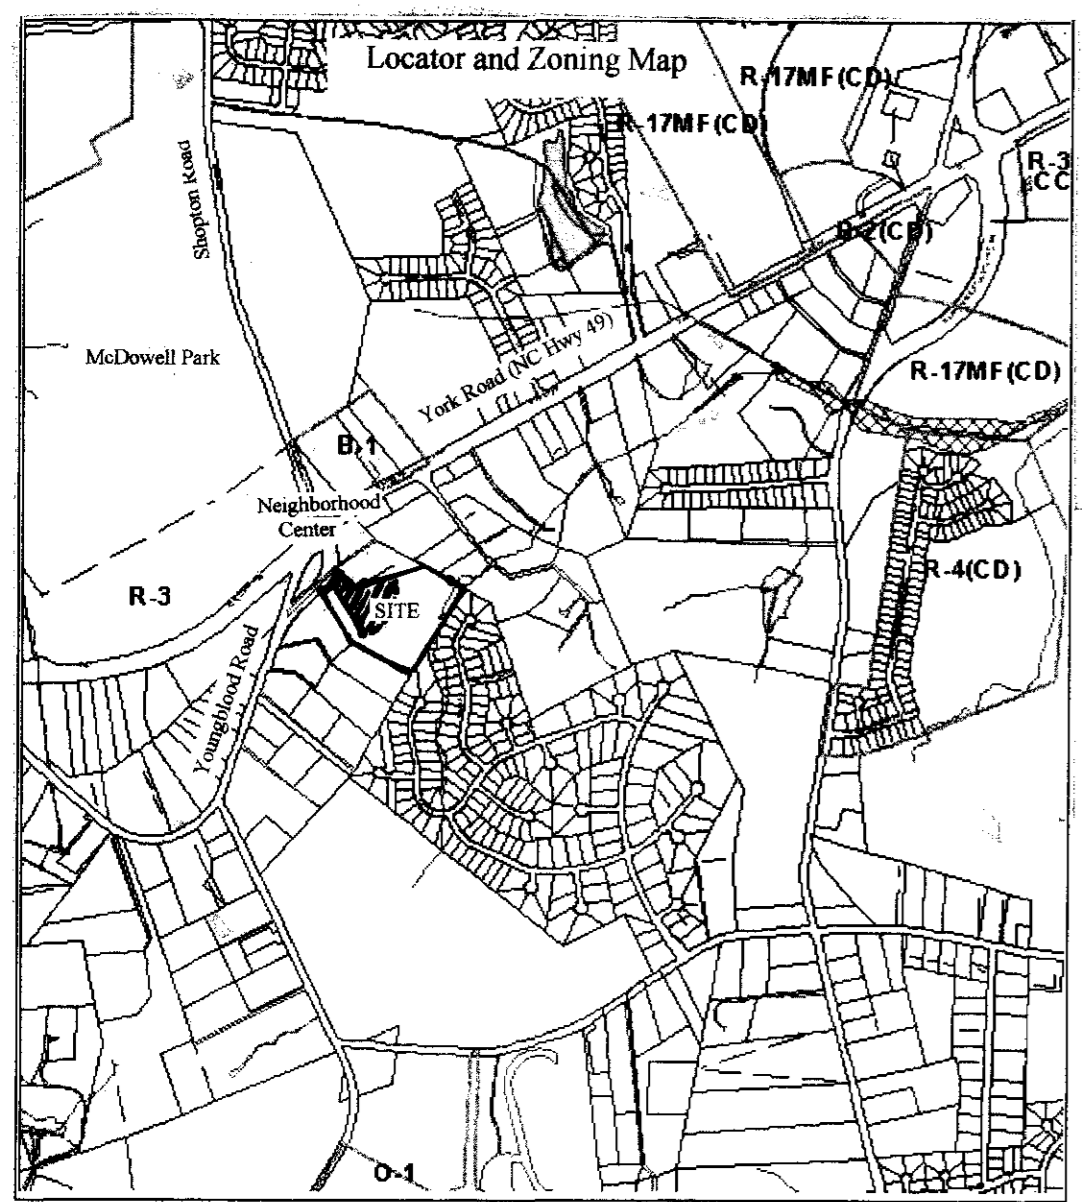 Locator and Zoning Map
R-17MF(CD)
R-17MF(CD)
R-3
CC
Shopton Road
R-2(CD)
McDowell Park
York Road (NC Hwy 49)
R-17MF(CD)
B-1
Neighborhood
Center
R-3
SITE
R-4(CD)
Youngblood Road
O-1